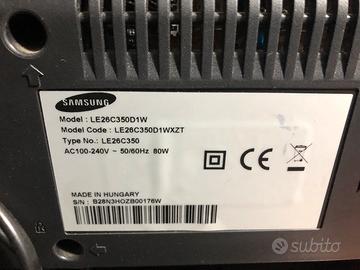 SAMSUNG
Model : LE26C350D1W
Model Code : LE26C350D1WXZT
Type No.: LE26C350
AC100-240V ~ 50/60Hz 80W
MADE IN HUNGARY
S/N : B28N3HOZB00176W
subito